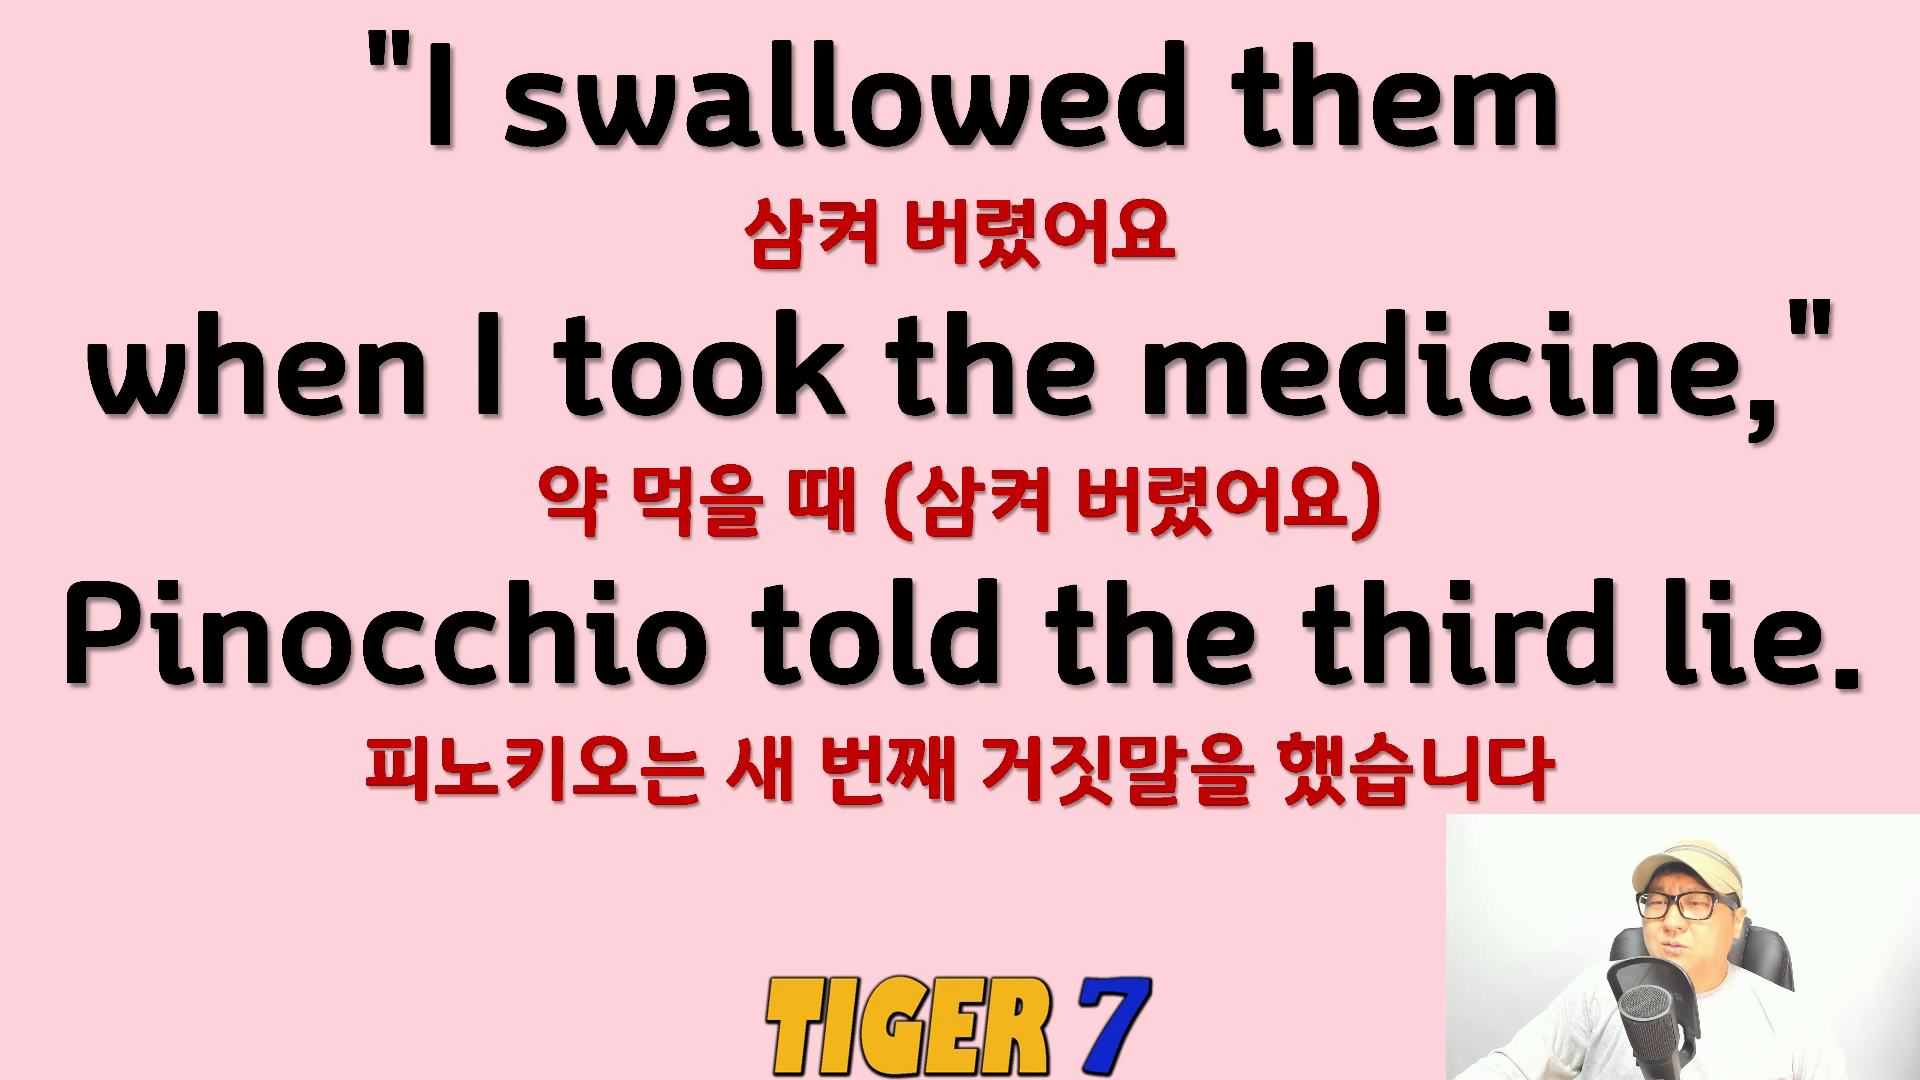 "I swallowed them
삼켜 버렸어요
when I took the medicine,"
약 먹을 때 (삼켜 버렸어요)
Pinocchio told the third lie.
피노키오는 새 번째 거짓말을 했습니다
TIGER 7